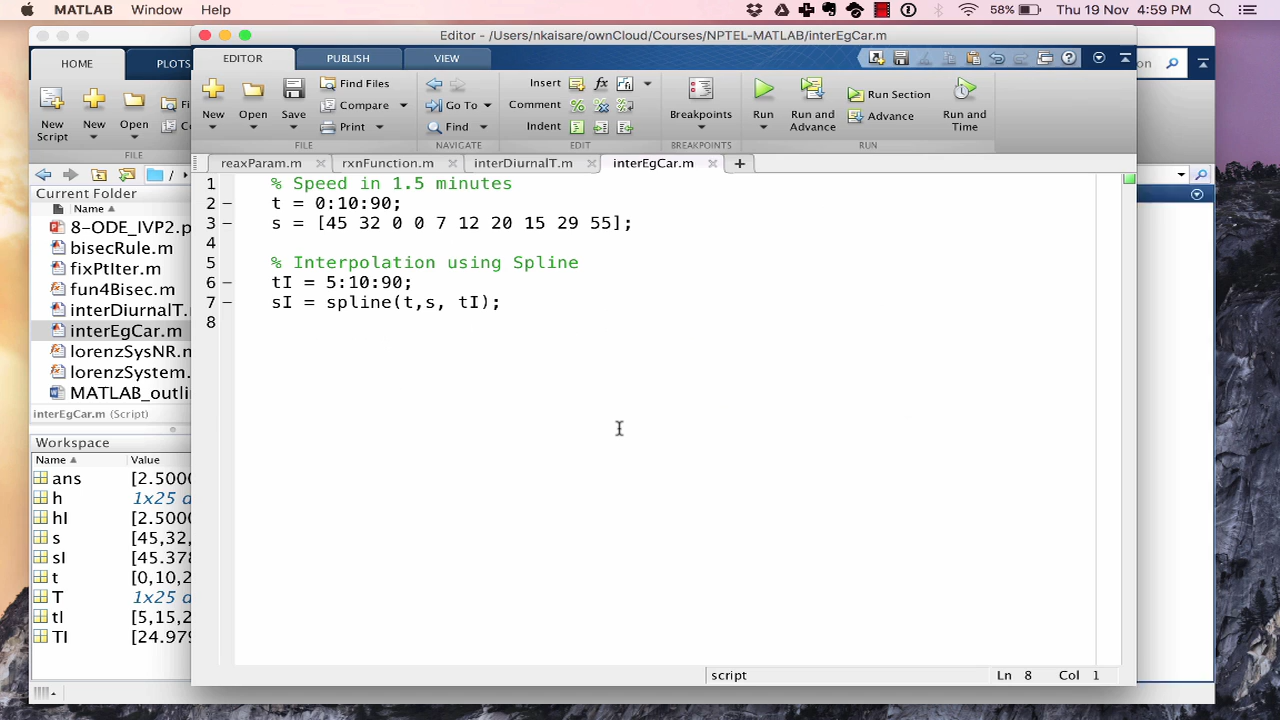 MATLAB Window Help 58% Thu 19 Nov 4:59 PM
Editor - /Users/nkaisare/ownCloud/Courses/NPTEL-MATLAB/interEgCar.m
HOME PLOTS EDITOR PUBLISH VIEW
New Script New Open Fi
FILE
New Open Save Find Files Compare Print
FILE
Go To Find
NAVIGATE
Insert fx
Comment
Indent
EDIT
Breakpoints
BREAKPOINTS
Run Run and Advance Run Section Advance Run and Time
RUN
reaxParam.m rxnFunction.m interDiurnalT.m interEgCar.m
Current Folder
Name
8-ODE_IVP2.p
bisecRule.m
fixPtIter.m
fun4Bisec.m
interDiurnalT.
interEgCar.m
lorenzSysNR.m
lorenzSystem.
MATLAB_outli
interEgCar.m (Script)
Workspace
Name Value
ans [2.5000
h 1x25 d
hI [2.5000
s [45,32,
sI [45.378
t [0,10,2
T 1x25 d
tI [5,15,2
TI [24.979
1 % Speed in 1.5 minutes
2 t = 0:10:90;
3 s = [45 32 0 0 7 12 20 15 29 55];
4
5 % Interpolation using Spline
6 tI = 5:10:90;
7 sI = spline(t,s, tI);
8
script Ln 8 Col 1